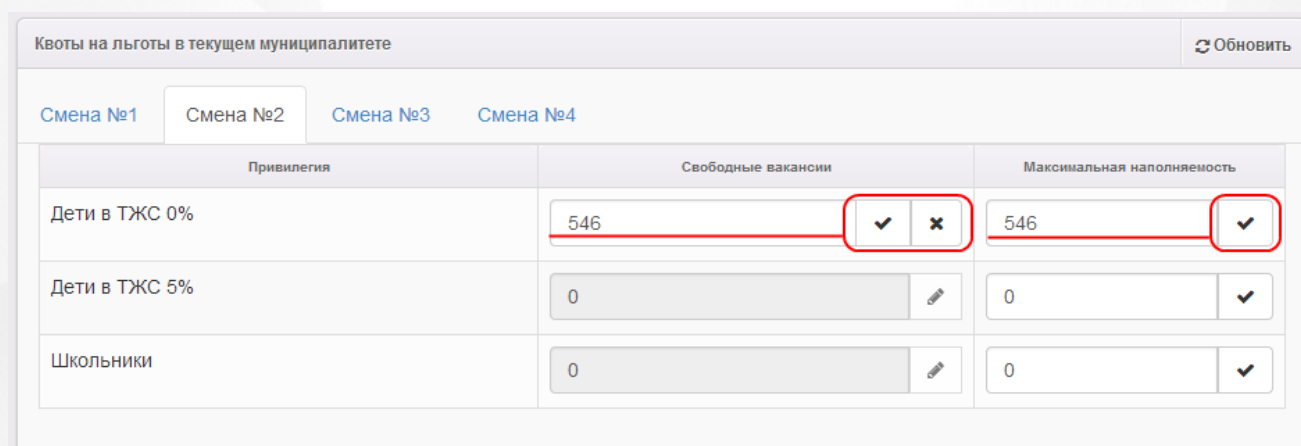 Квоты на льготы в текущем муниципалитете
Обновить
Смена №1 Смена №2 Смена №3 Смена №4
Привилегия Свободные вакансии Максимальная наполняемость
Дети в ТЖС 0% 546 546
Дети в ТЖС 5% 0 0
Школьники 0 0